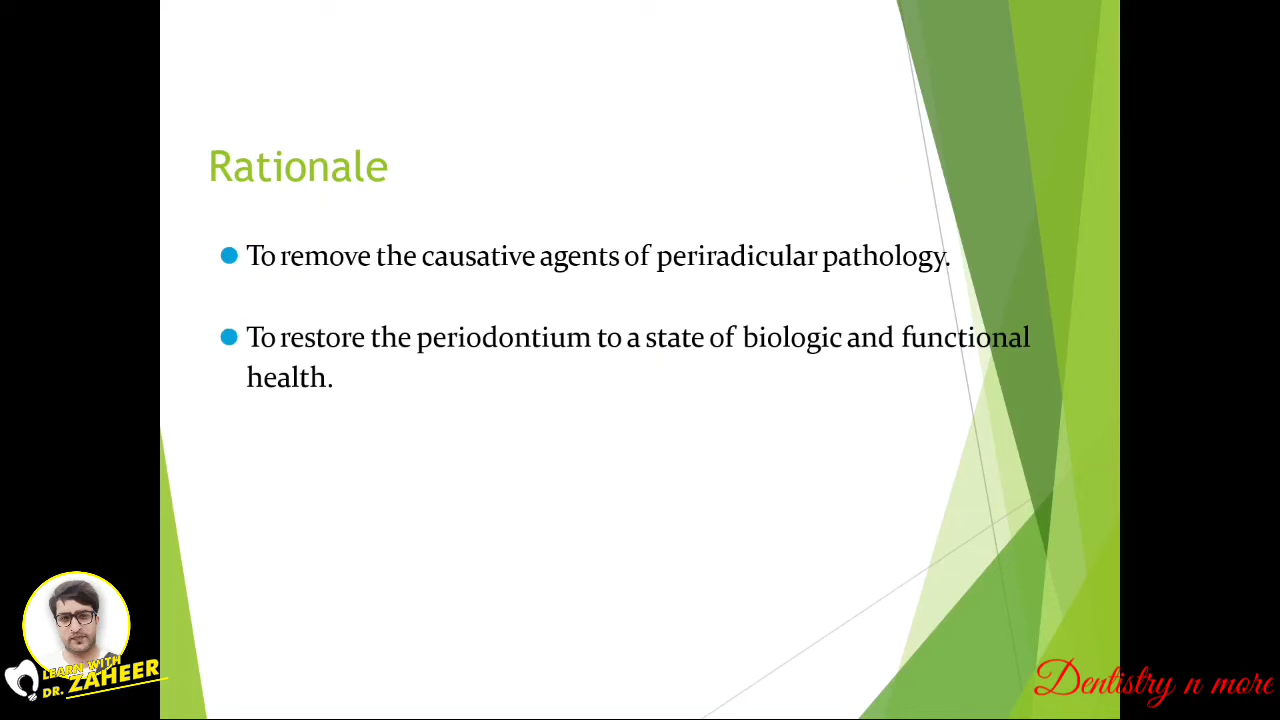 Rationale
To remove the causative agents of periradicular pathology.
To restore the periodontium to a state of biologic and functional
health.
LEARN WITH
DR. ZAHEER
Dentistry n more